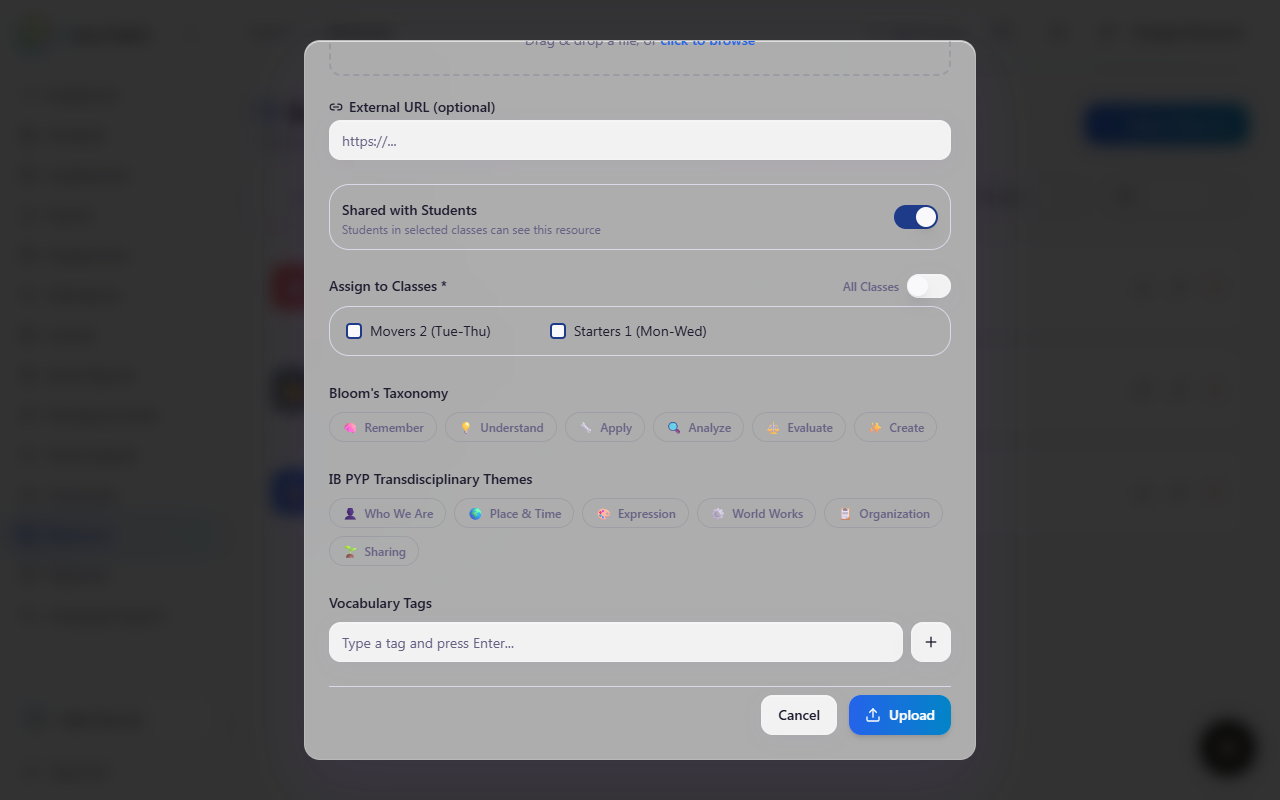 Drag & drop a file, or click to browse
External URL (optional)
https://...
Shared with Students
Students in selected classes can see this resource
Assign to Classes *
All Classes
Movers 2 (Tue-Thu)
Starters 1 (Mon-Wed)
Bloom's Taxonomy
Remember
Understand
Apply
Analyze
Evaluate
Create
IB PYP Transdisciplinary Themes
Who We Are
Place & Time
Expression
World Works
Organization
Sharing
Vocabulary Tags
Type a tag and press Enter...
Cancel
Upload